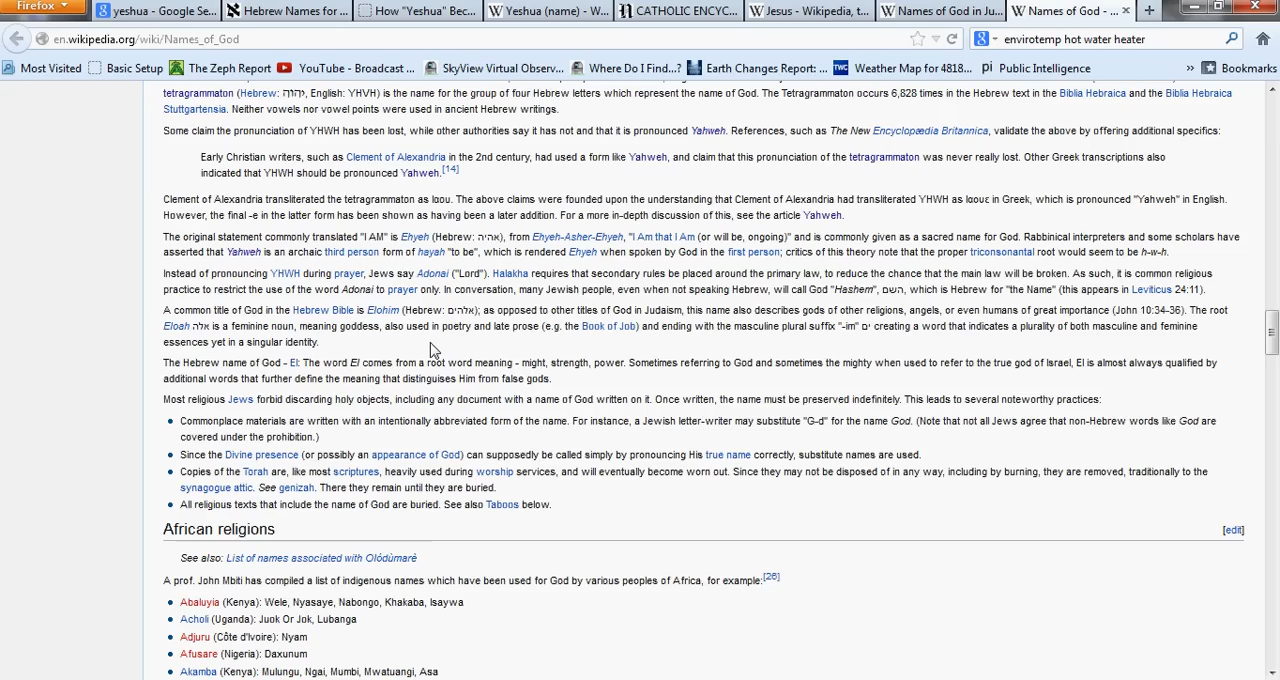 Firefox
yeshua - Google Se...
Hebrew Names for ...
How "Yeshua" Bec...
Yeshua (name) - W...
CATHOLIC ENCYC...
Jesus - Wikipedia, t...
Names of God in Ju...
Names of God - ...
en.wikipedia.org/wiki/Names_of_God
envirotemp hot water heater
Most Visited
Basic Setup
The Zeph Report
YouTube - Broadcast ...
SkyView Virtual Observ...
Where Do I Find...?
Earth Changes Report: ...
Weather Map for 4818...
Public Intelligence
»
Bookmarks
tetragrammaton (Hebrew: יהוה, English: YHVH) is the name for the group of four Hebrew letters which represent the name of God. The Tetragrammaton occurs 6,828 times in the Hebrew text in the Biblia Hebraica and the Biblia Hebraica
Stuttgartensia. Neither vowels nor vowel points were used in ancient Hebrew writings.
Some claim the pronunciation of YHWH has been lost, while other authorities say it has not and that it is pronounced Yahweh. References, such as The New Encyclopædia Britannica, validate the above by offering additional specifics:
Early Christian writers, such as Clement of Alexandria in the 2nd century, had used a form like Yahweh, and claim that this pronunciation of the tetragrammaton was never really lost. Other Greek transcriptions also
indicated that YHWH should be pronounced Yahweh.[14]
Clement of Alexandria transliterated the tetragrammaton as Ιαου. The above claims were founded upon the understanding that Clement of Alexandria had transliterated YHWH as Ιαουε in Greek, which is pronounced "Yahweh" in English.
However, the final -e in the latter form has been shown as having been a later addition. For a more in-depth discussion of this, see the article Yahweh.
The original statement commonly translated "I AM" is Ehyeh (Hebrew: אהיה), from Ehyeh-Asher-Ehyeh, "I Am that I Am (or will be, ongoing)" and is commonly given as a sacred name for God. Rabbinical interpreters and some scholars have
asserted that Yahweh is an archaic third person form of hayah "to be", which is rendered Ehyeh when spoken by God in the first person; critics of this theory note that the proper triconsonantal root would seem to be h-w-h.
Instead of pronouncing YHWH during prayer, Jews say Adonai ("Lord"). Halakha requires that secondary rules be placed around the primary law, to reduce the chance that the main law will be broken. As such, it is common religious
practice to restrict the use of the word Adonai to prayer only. In conversation, many Jewish people, even when not speaking Hebrew, will call God "Hashem", השם, which is Hebrew for "the Name" (this appears in Leviticus 24:11).
A common title of God in the Hebrew Bible is Elohim (Hebrew: אלהים); as opposed to other titles of God in Judaism, this name also describes gods of other religions, angels, or even humans of great importance (John 10:34-36). The root
Eloah אלה is a feminine noun, meaning goddess, also used in poetry and late prose (e.g. the Book of Job) and ending with the masculine plural suffix "-im" ים creating a word that indicates a plurality of both masculine and feminine
essences yet in a singular identity.
The Hebrew name of God - El: The word El comes from a root word meaning - might, strength, power. Sometimes referring to God and sometimes the mighty when used to refer to the true god of Israel, El is almost always qualified by
additional words that further define the meaning that distinguises Him from false gods.
Most religious Jews forbid discarding holy objects, including any document with a name of God written on it. Once written, the name must be preserved indefinitely. This leads to several noteworthy practices:
Commonplace materials are written with an intentionally abbreviated form of the name. For instance, a Jewish letter-writer may substitute "G-d" for the name God. (Note that not all Jews agree that non-Hebrew words like God are
covered under the prohibition.)
Since the Divine presence (or possibly an appearance of God) can supposedly be called simply by pronouncing His true name correctly, substitute names are used.
Copies of the Torah are, like most scriptures, heavily used during worship services, and will eventually become worn out. Since they may not be disposed of in any way, including by burning, they are removed, traditionally to the
synagogue attic. See genizah. There they remain until they are buried.
All religious texts that include the name of God are buried. See also Taboos below.
African religions
[edit]
See also: List of names associated with Olódùmarè
A prof. John Mbiti has compiled a list of indigenous names which have been used for God by various peoples of Africa, for example:[26]
Abaluyia (Kenya): Wele, Nyasaye, Nabongo, Khakaba, Isaywa
Acholi (Uganda): Juok Or Jok, Lubanga
Adjuru (Côte d'Ivoire): Nyam
Afusare (Nigeria): Daxunum
Akamba (Kenya): Mulungu, Ngai, Mumbi, Mwatuangi, Asa